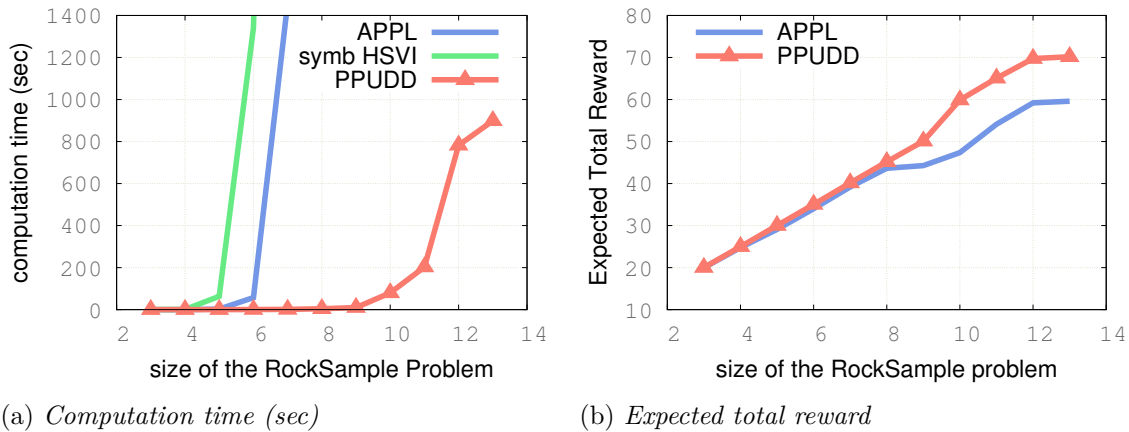 1400
1200
1000
800
600
400
200
0
computation time (sec)
APPL
symb HSVI
PPUDD
2 4 6 8 10 12 14
size of the RockSample Problem
(a) Computation time (sec)
80
70
60
50
40
30
20
10
Expected Total Reward
APPL
PPUDD
2 4 6 8 10 12 14
size of the RockSample problem
(b) Expected total reward